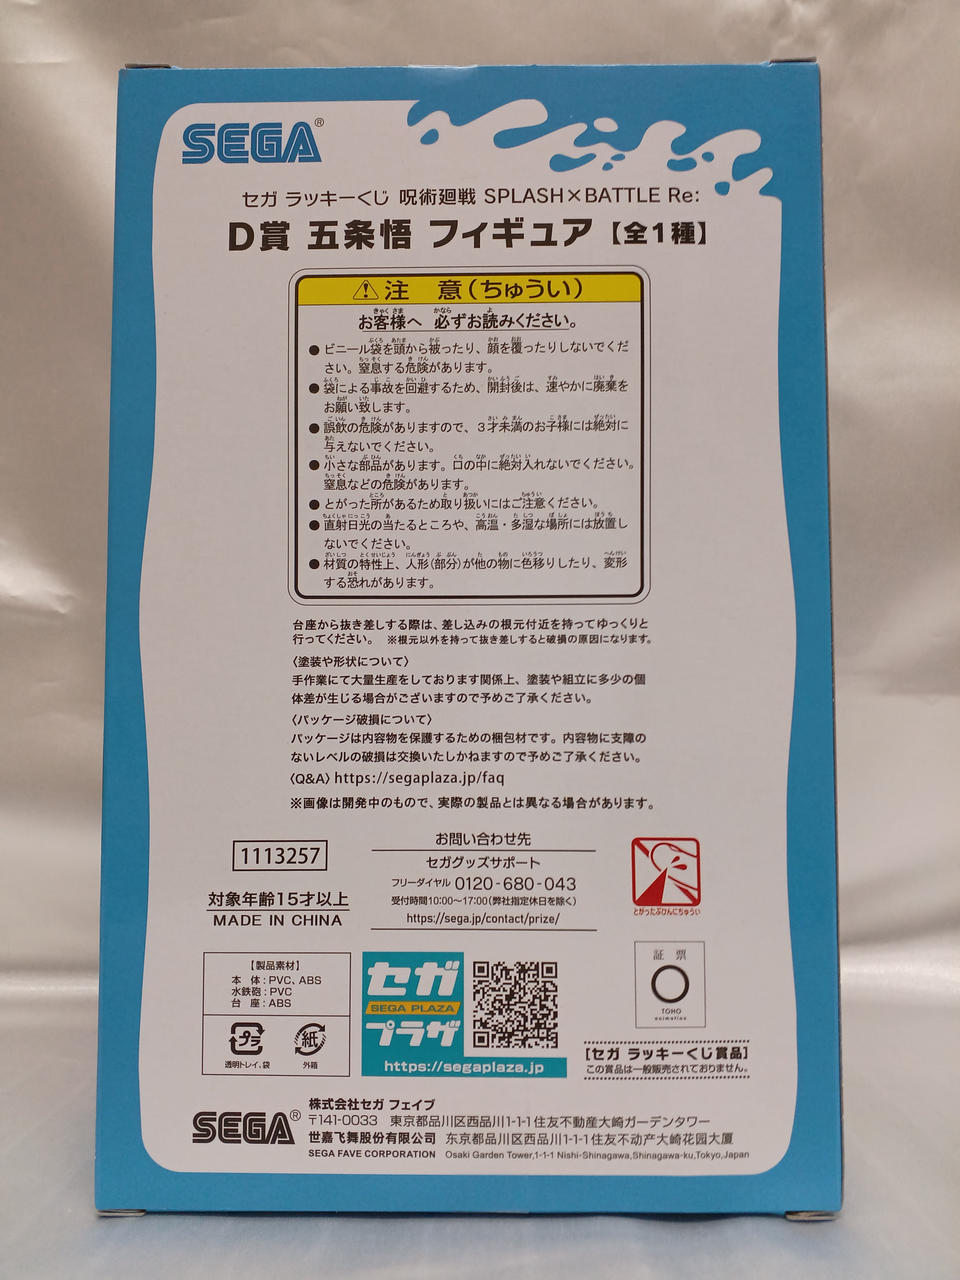 SEGA®
セガ ラッキーくじ 呪術廻戦 SPLASH×BATTLE Re:
D賞 五条悟 フィギュア【全1種】
⚠注 意(ちゅうい)
お客様へ 必ずお読みください。
●ビニール袋を頭から被ったり、顔を覆ったりしないでくだ
さい。窒息する危険があります。
●袋による事故を回避するため、開封後は、速やかに廃棄を
お願い致します。
●誤飲の危険がありますので、3才未満のお子様には絶対に
与えないでください。
●小さな部品があります。口の中に絶対入れないでください。
窒息などの危険があります。
●とがった所があるため取り扱いにはご注意ください。
●直射日光の当たるところや、高温・多湿な場所には放置し
ないでください。
●材質の特性上、人形(部分)が他の物に色移りしたり、変形
する恐れがあります。
台座から抜き差しする際は、差し込みの根元付近を持ってゆっくりと
行ってください。 ※根元以外を持って抜き差しすると破損の原因になります。
〈塗装や形状について〉
手作業にて大量生産をしております関係上、塗装や組立に多少の個
体差が生じる場合がございますので予めご了承ください。
〈パッケージ破損について〉
パッケージは内容物を保護するための梱包材です。内容物に支障の
ないレベルの破損は交換いたしかねますので予めご了承ください。
〈Q&A〉https://segaplaza.jp/faq
※画像は開発中のもので、実際の製品とは異なる場合があります。
1113257
対象年齢15才以上
MADE IN CHINA
お問い合わせ先
セガグッズサポート
フリーダイヤル 0120-680-043
受付時間10:00～17:00(弊社指定休日を除く)
https://sega.jp/contact/prize/
とがったぶひんにちゅうい
【製品素材】
本 体:PVC、ABS
水鉄砲:PVC
台 座:ABS
プラ
透明トレイ、袋
紙
外箱
セガ
SEGA PLAZA
プラザ
https://segaplaza.jp
証 票
TOHO
animation
[セガ ラッキーくじ賞品]
この賞品は一般販売されておりません。
SEGA®
株式会社セガ フェイブ
〒141-0033 東京都品川区西品川1-1-1住友不動産大崎ガーデンタワー
世嘉飞舞股份有限公司 东京都品川区西品川1-1-1住友不动产大崎花园大厦
SEGA FAVE CORPORATION Osaki Garden Tower,1-1-1 Nishi-Shinagawa,Shinagawa-ku,Tokyo,Japan